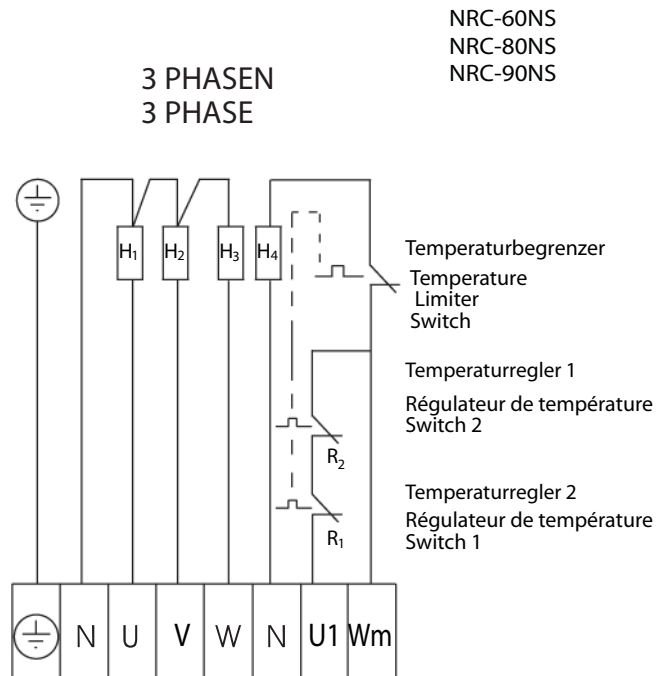 NRC-60NS
NRC-80NS
NRC-90NS
3 PHASEN
3 PHASE
H1 H2 H3 H4
Temperaturbegrenzer
Temperature
Limiter
Switch
Temperaturregler 1
Régulateur de température
Switch 2
R2
Temperaturregler 2
Régulateur de température
Switch 1
R1
N U V W N U1 Wm